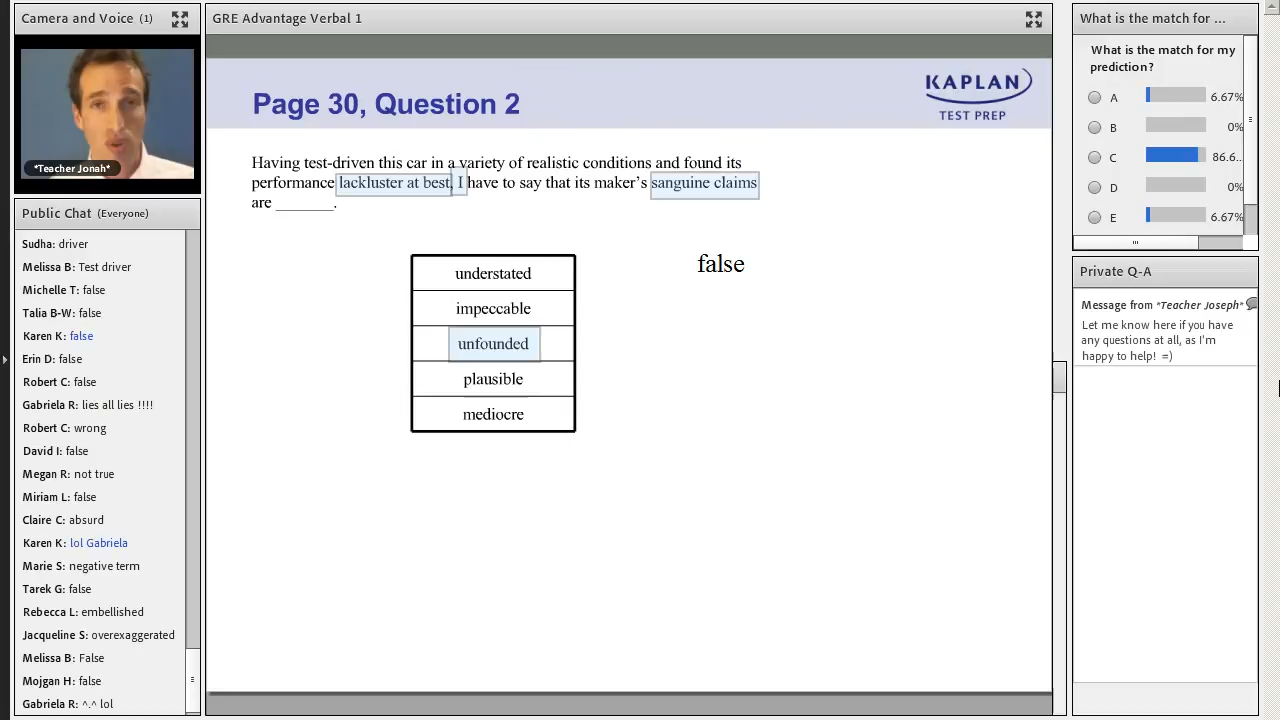 Camera and Voice (1)
*Teacher Jonah*
Public Chat (Everyone)
Sudha: driver
Melissa B: Test driver
Michelle T: false
Talia B-W: false
Karen K: false
Erin D: false
Robert C: false
Gabriela R: lies all lies !!!!
Robert C: wrong
David I: false
Megan R: not true
Miriam L: false
Claire C: absurd
Karen K: lol Gabriela
Marie S: negative term
Tarek G: false
Rebecca L: embellished
Jacqueline S: overexaggerated
Melissa B: False
Mojgan H: false
Gabriela R: ^.^ lol
GRE Advantage Verbal 1
Page 30, Question 2
KAPLAN
TEST PREP
Having test-driven this car in a variety of realistic conditions and found its
performance lackluster at best, I have to say that its maker's sanguine claims
are _______.
understated
impeccable
unfounded
plausible
mediocre
false
What is the match for ...
What is the match for my
prediction?
A 6.67%
B 0%
C 86.6...
D 0%
E 6.67%
Private Q-A
Message from *Teacher Joseph*
Let me know here if you have
any questions at all, as I'm
happy to help! =)